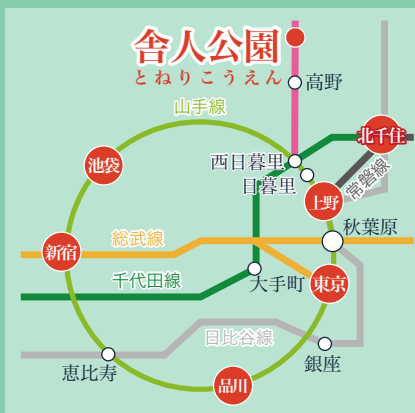 舎人公園
とねりこうえん
高野
山手線
北千住
池袋
西日暮里
日暮里
常磐線
上野
秋葉原
新宿
総武線
千代田線
大手町
東京
日比谷線
恵比寿
銀座
品川